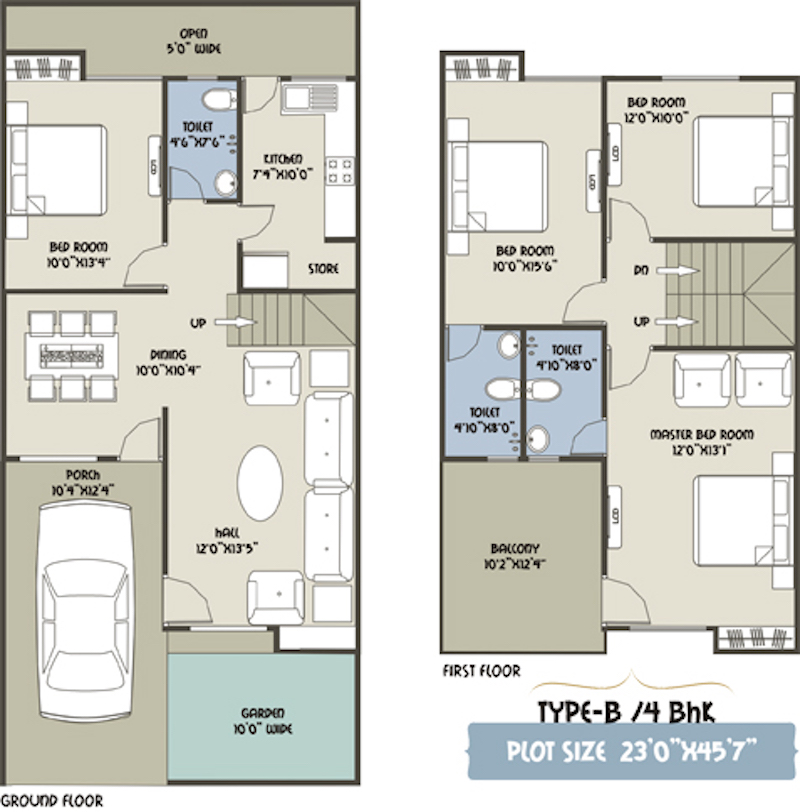 OPEN
5'0" WIDE
TOILET
4'6"X7'6"
KITCHEN
7'4"X10'0"
LCD
BED ROOM
10'0"X13'4"
STORE
UP
DINING
10'0"X10'4"
PORCH
10'4"X12'4"
HALL
12'0"X13'5"
GARDEN
10'0" WIDE
GROUND FLOOR
BED ROOM
12'0"X10'0"
LCD
LCD
BED ROOM
10'0"X15'6"
DN
UP
TOILET
4'10"X8'0"
TOILET
4'10"X8'0"
MASTER BED ROOM
12'0"X13'1"
LCD
BALCONY
10'2"X12'4"
FIRST FLOOR
TYPE-B /4 BHK
PLOT SIZE 23'0"X45'7"